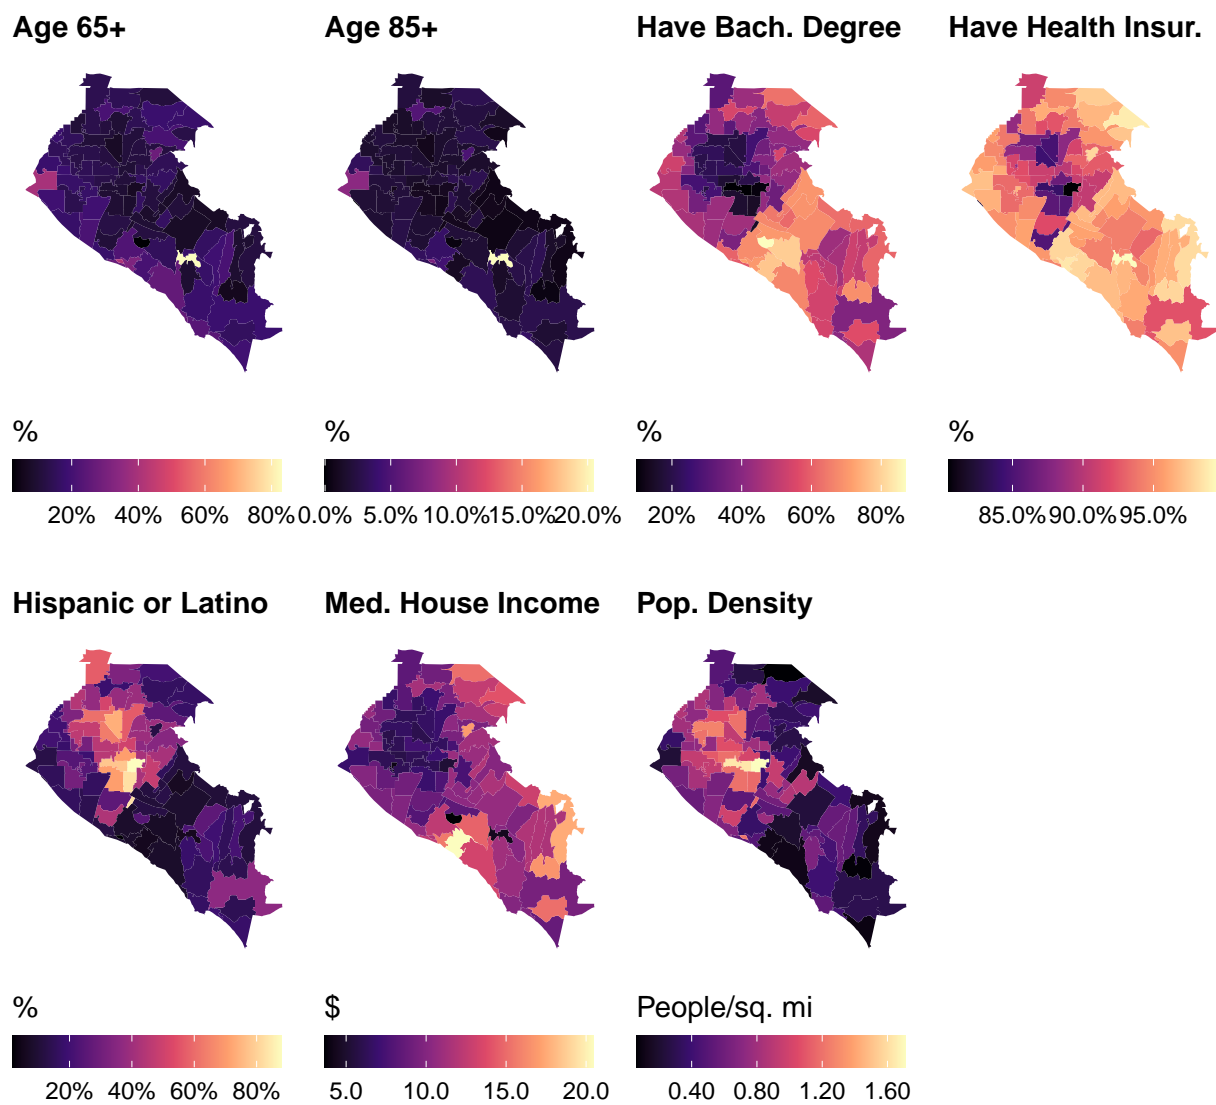 Age 65+ Age 85+ Have Bach. Degree Have Health Insur.
% % % %
20% 40% 60% 80% 0.0% 5.0% 10.0% 15.0% 20.0% 20% 40% 60% 80% 85.0% 90.0% 95.0%
Hispanic or Latino Med. House Income Pop. Density
% $ People/sq. mi
20% 40% 60% 80% 5.0 10.0 15.0 20.0 0.40 0.80 1.20 1.60